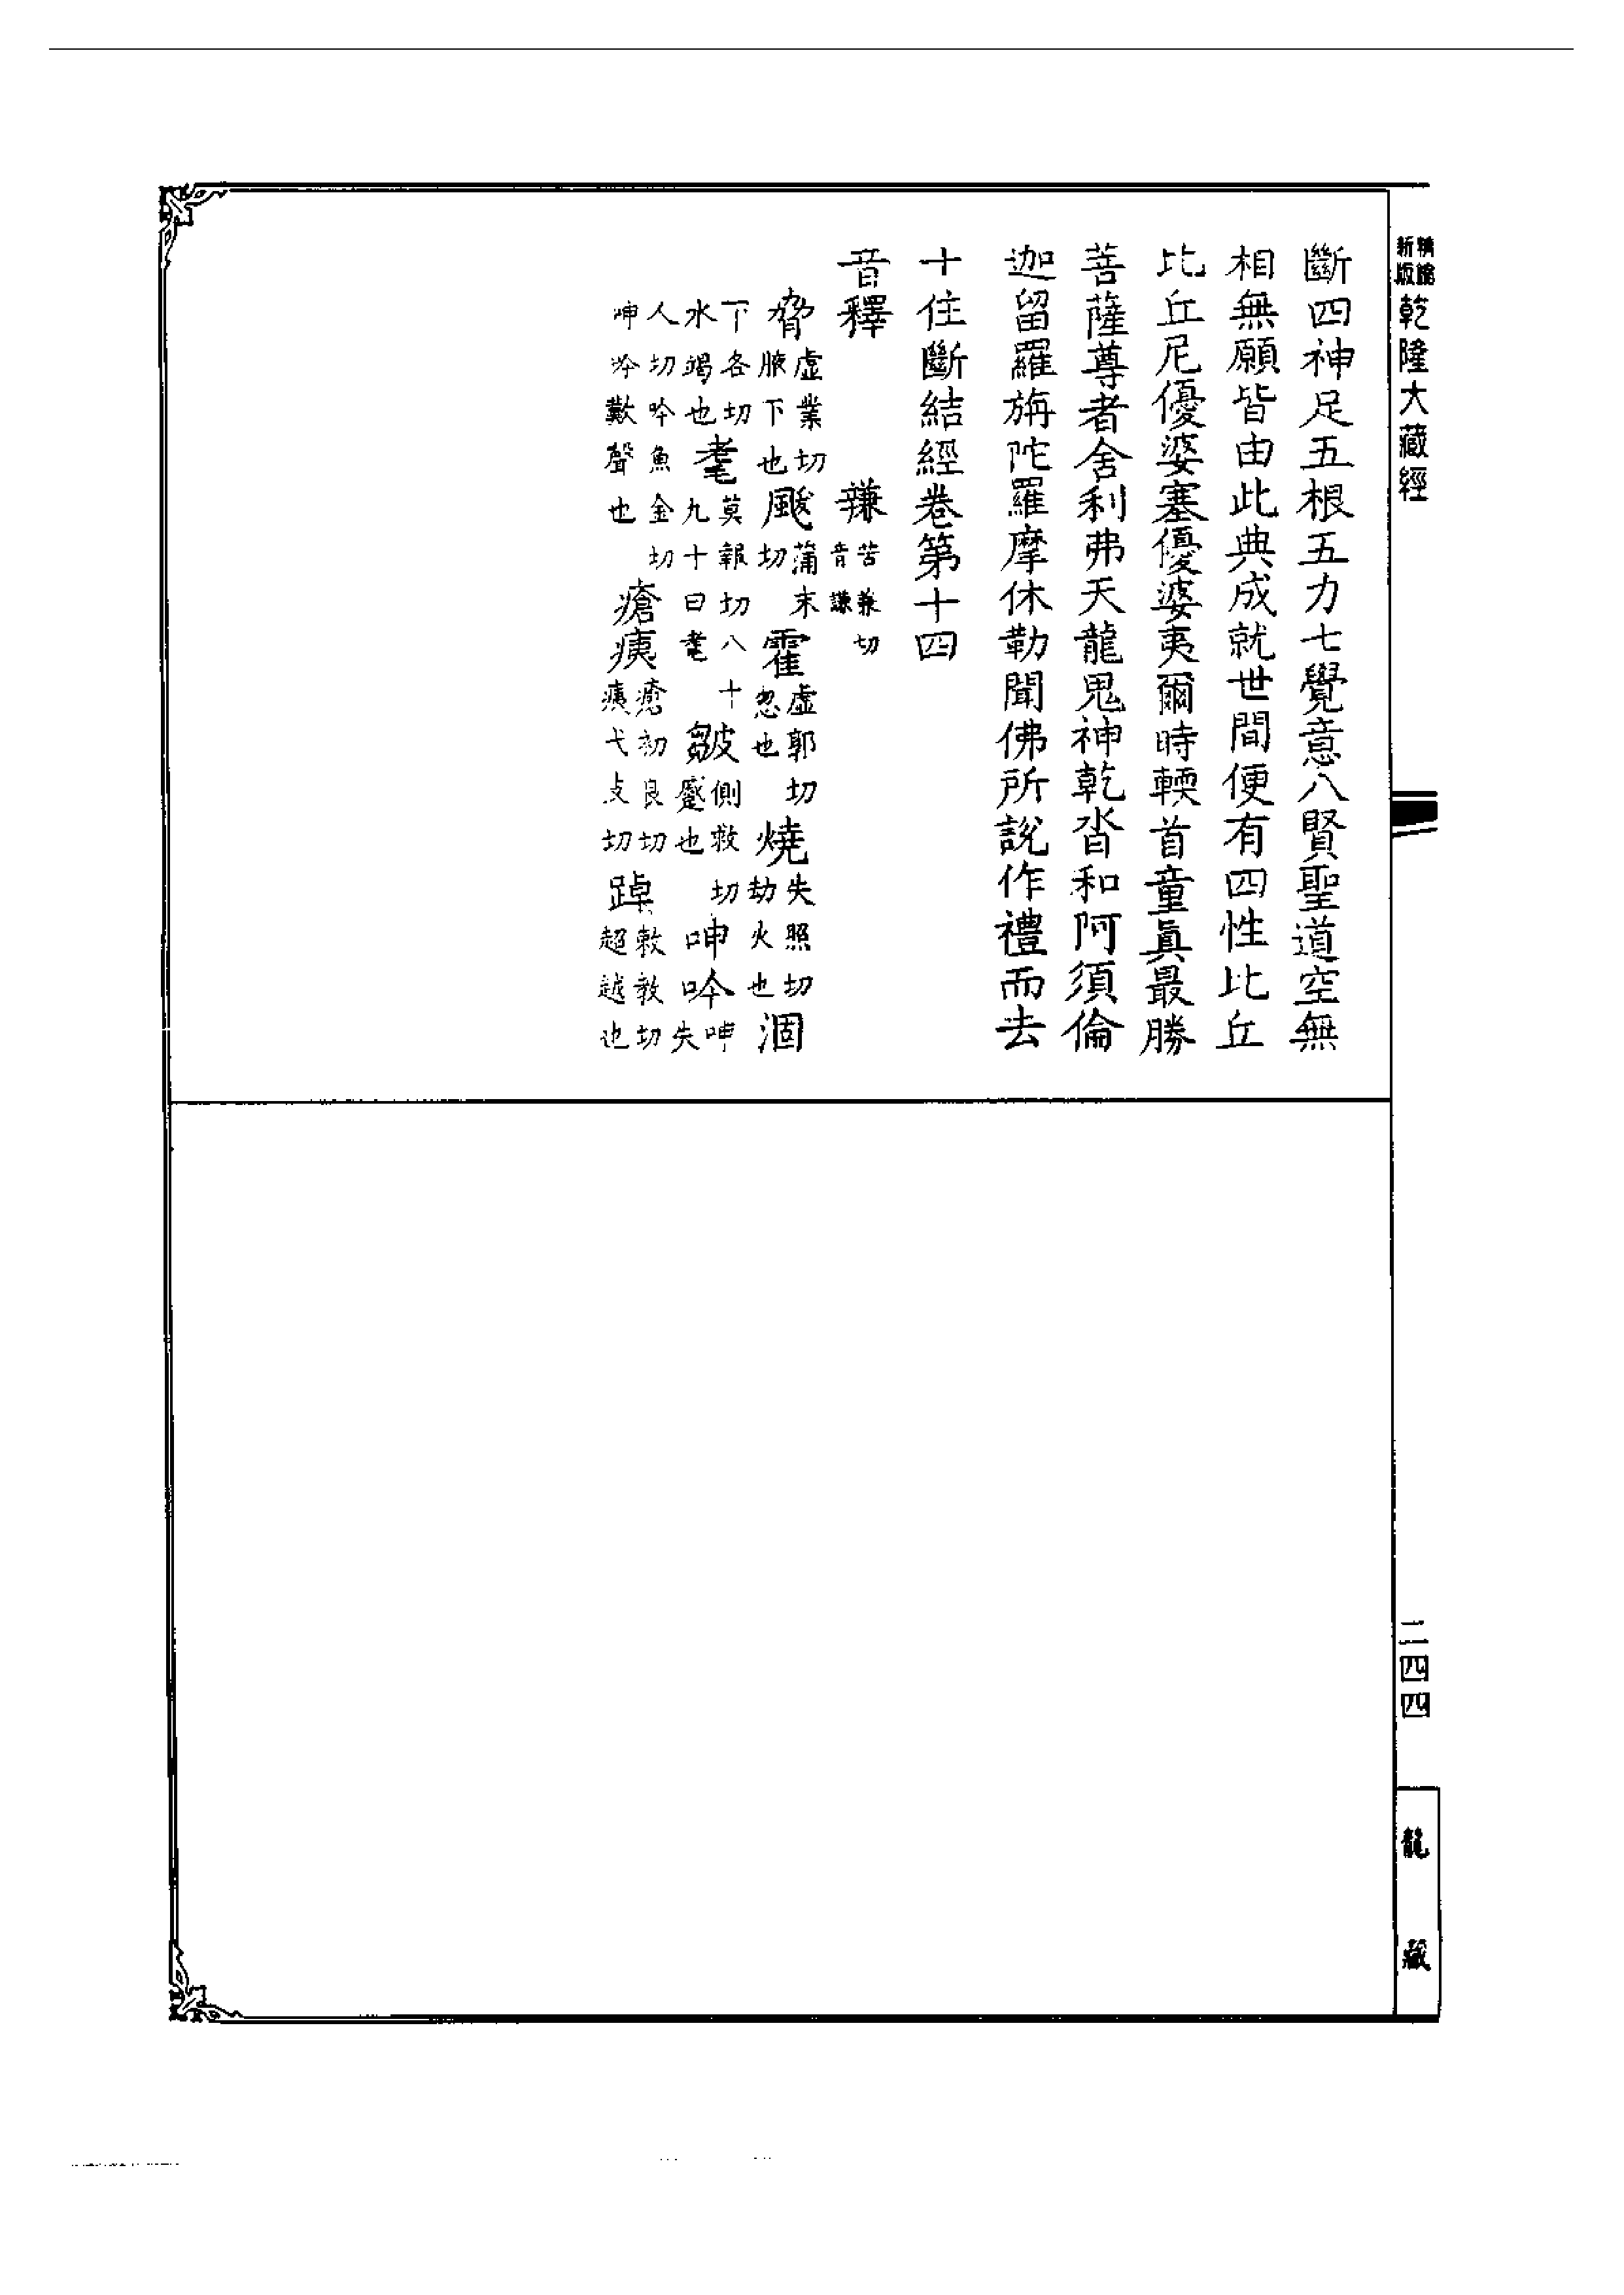 新版 乾隆大藏經
斷四神足五根五力七覺意八賢聖道空無
相無願皆由此典成就世間便有四性比丘
比丘尼優婆塞優婆夷爾時輭首童眞最勝
菩薩尊者舍利弗天龍鬼神乾沓和阿須倫
迦留羅旃陀羅摩休勒聞佛所說作禮而去
十住斷結經卷第十四
音釋
苦兼切音謙
脅虛業切腋下也 颰蒲末切 霍虛郭切忽也 燒失照切劫火也 涸
下各切水竭也 耄莫報切八十九十曰耄 皺側救切蹙也 呻吟呻失
人切吟魚金切呻吟歎聲也 瘡痍瘡初良切痍弋支切 踔敕教切超越也
二四四
龍藏